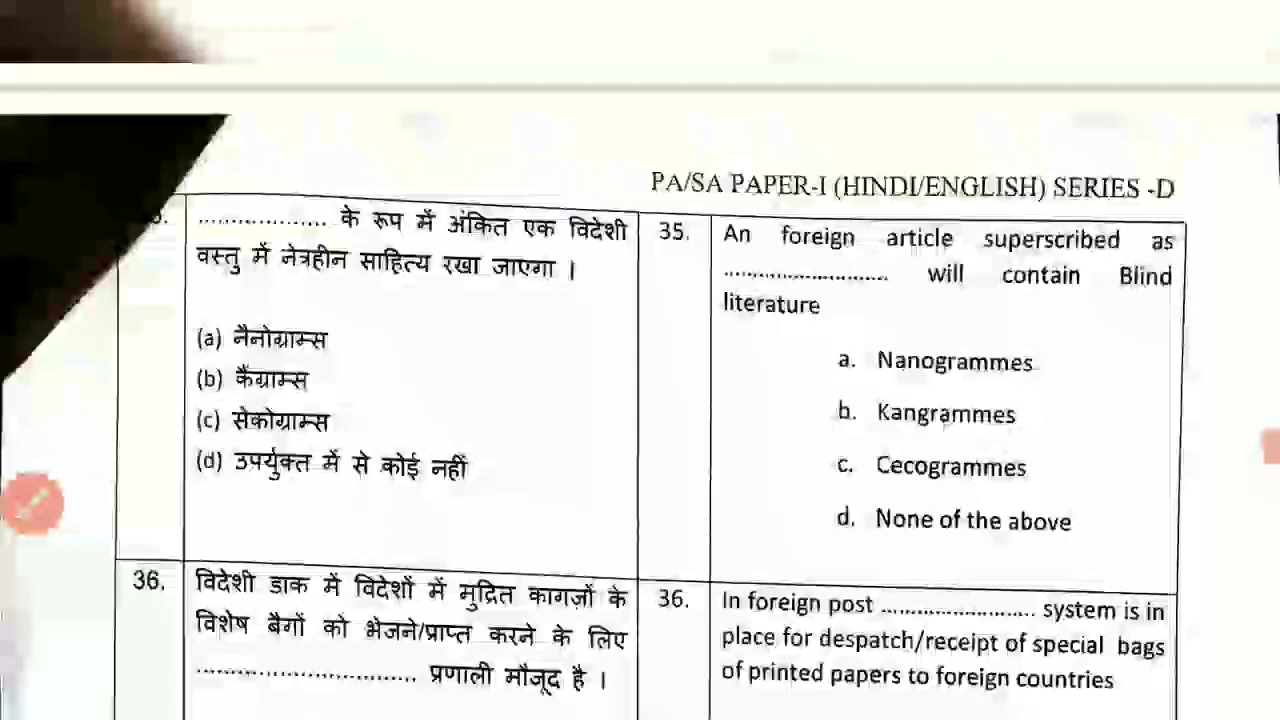 PA/SA PAPER-I (HINDI/ENGLISH) SERIES -D
..................... के रूप में अंकित एक विदेशी
वस्तु में नेत्रहीन साहित्य रखा जाएगा ।
(a) नैनोग्राम्स
(b) कैंग्राम्स
(c) सेकोग्राम्स
(d) उपर्युक्त में से कोई नहीं
35. An foreign article superscribed as
........................... will contain Blind
literature
a. Nanogrammes
b. Kangrammes
c. Cecogrammes
d. None of the above
36. विदेशी डाक में विदेशों में मुद्रित कागज़ों के
विशेष बैगों को भेजने/प्राप्त करने के लिए
.................................... प्रणाली मौजूद है ।
36. In foreign post .......................... system is in
place for despatch/receipt of special bags
of printed papers to foreign countries